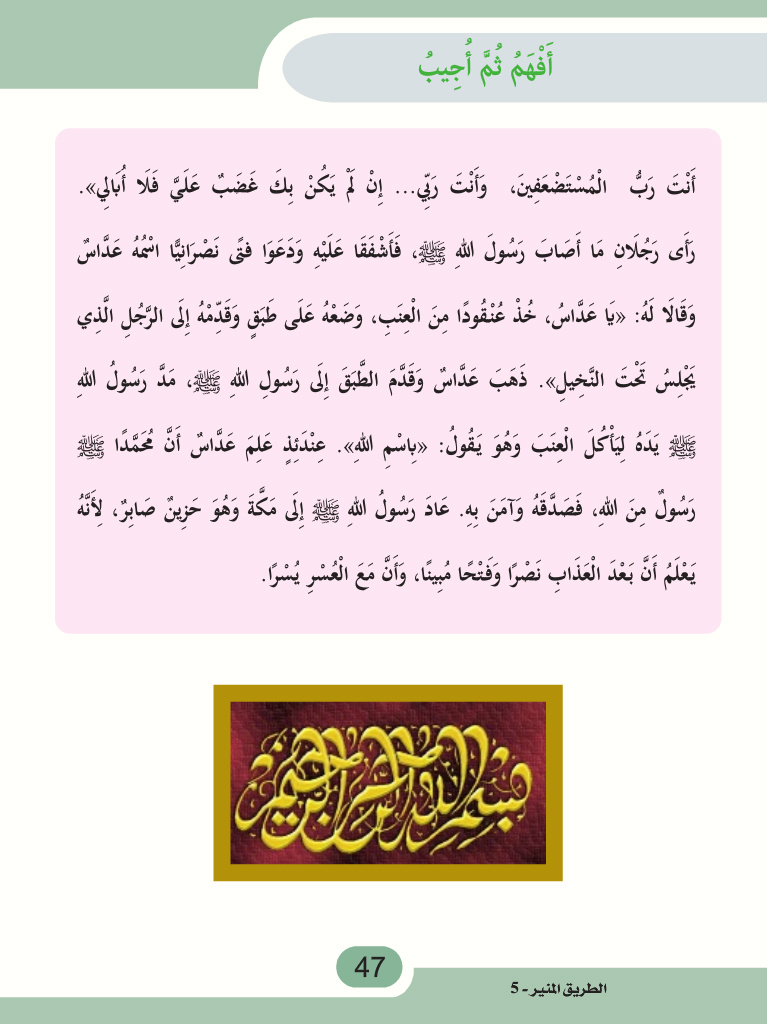 أَفْهَمُ ثُمَّ أُجِيبُ
أَنْتَ رَبُّ الْمُسْتَضْعَفِينَ، وَأَنْتَ رَبِّي... إِنْ لَمْ يَكُنْ بِكَ غَضَبٌ عَلَيَّ فَلَا أُبَالِي».
رَأَى رَجُلَانِ مَا أَصَابَ رَسُولَ اللهِ ﷺ، فَأَشْفَقَا عَلَيْهِ وَدَعَوَا فتًى نَصْرَانِيًّا اسْمُهُ عَدَّاسٌ
وَقَالَا لَهُ: «يَا عَدَّاسُ، خُذْ عُنْقُودًا مِنَ الْعِنَبِ، وَضَعْهُ عَلَى طَبَقٍ وَقَدِّمْهُ إِلَى الرَّجُلِ الَّذِي
يَجْلِسُ تَحْتَ النَّخِيلِ». ذَهَبَ عَدَّاسٌ وَقَدَّمَ الطَّبَقَ إِلَى رَسُولِ اللهِ ﷺ، مَدَّ رَسُولُ اللهِ
ﷺ يَدَهُ لِيَأْكُلَ الْعِنَبَ وَهُوَ يَقُولُ: «بِاسْمِ اللهِ». عِنْدَئِذٍ عَلِمَ عَدَّاسٌ أَنَّ مُحَمَّدًا ﷺ
رَسُولٌ مِنَ اللهِ، فَصَدَّقَهُ وَآمَنَ بِهِ. عَادَ رَسُولُ اللهِ ﷺ إِلَى مَكَّةَ وَهُوَ حَزِينٌ صَابِرٌ، لِأَنَّهُ
يَعْلَمُ أَنَّ بَعْدَ الْعَذَابِ نَصْرًا وَفَتْحًا مُبِينًا، وَأَنَّ مَعَ الْعُسْرِ يُسْرًا.
بسم الله الرحمن الرحيم
47
الطريق المنير - 5